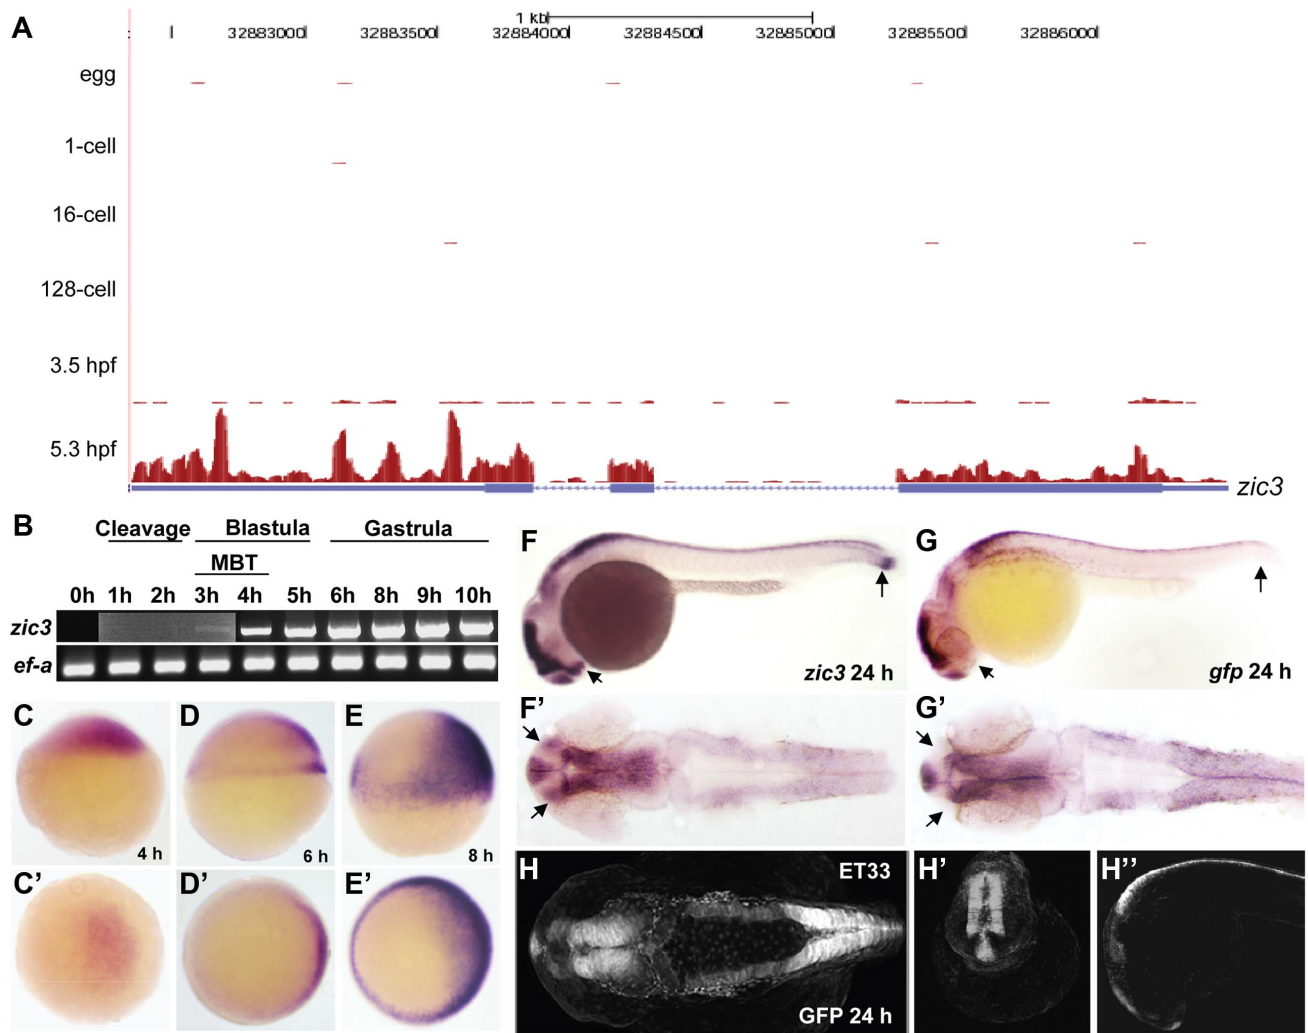 A
1 kb
32883000
32883500
32884000
32884500
32885000
32885500
32886000
egg
1-cell
16-cell
128-cell
3.5 hpf
5.3 hpf
zic3
B
Cleavage Blastula Gastrula
MBT
0h 1h 2h 3h 4h 5h 6h 8h 9h 10h
zic3
ef-a
C
4 h
D
6 h
E
8 h
C'
D'
E'
F
zic3 24 h
G
gfp 24 h
F'
G'
H
ET33
GFP 24 h
H'
H''